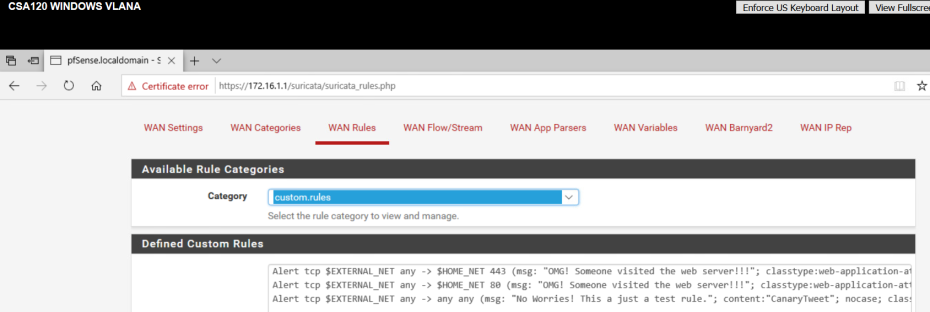 CSA120 WINDOWS VLANA
Enforce US Keyboard Layout View
pfSense.localdomain - S
Certificate error https://172.16.1.1/suricata/suricata_rules.php
WAN Settings WAN Categories WAN Rules WAN Flow/Stream WAN App Parsers WAN Variables WAN Barnyard2 WAN IP Rep
Available Rule Categories
Category custom.rules
Select the rule category to view and manage.
Defined Custom Rules
Alert tcp $EXTERNAL_NET any -> $HOME_NET 443 (msg: "OMG! Someone visited the web server!!!"; classtype:web-application-at
Alert tcp $EXTERNAL_NET any -> $HOME_NET 80 (msg: "OMG! Someone visited the web server!!!"; classtype:web-application-att
Alert tcp $EXTERNAL_NET any -> any any (msg: "No Worries! This a just a test rule."; content:"CanaryTweet"; nocase; clas